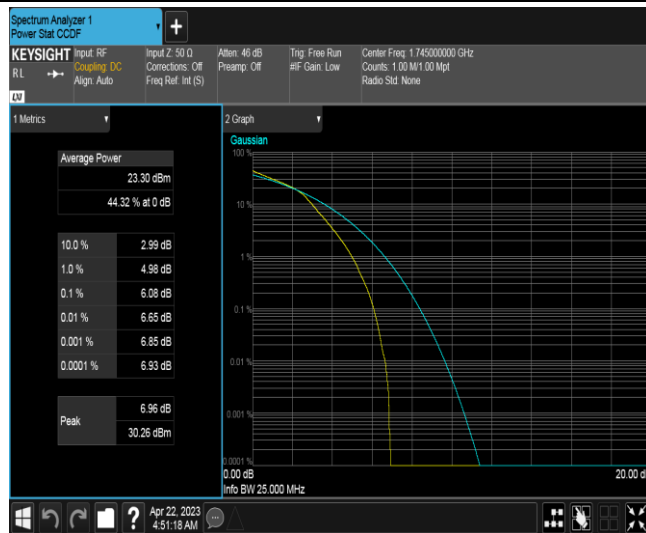 Spectrum Analyzer 1
Power Stat CCDF
+
KEYSIGHT
RL
Input: RF
Coupling: DC
Align: Auto
Input Z: 50 Ω
Corrections: Off
Freq Ref: Int (S)
Atten: 46 dB
Preamp: Off
Trig: Free Run
#IF Gain: Low
Center Freq: 1.745000000 GHz
Counts: 1.00 M/1.00 Mpt
Radio Std: None
1 Metrics
Average Power
23.30 dBm
44.32 % at 0 dB
10.0 % 2.99 dB
1.0 % 4.98 dB
0.1 % 6.08 dB
0.01 % 6.65 dB
0.001 % 6.85 dB
0.0001 % 6.93 dB
Peak
6.96 dB
30.26 dBm
2 Graph
Gaussian
100 %
10 %
1 %
0.1 %
0.01 %
0.001 %
0.0001 %
0.00 dB
20.00 d
Info BW 25.000 MHz
?
Apr 22, 2023
4:51:18 AM